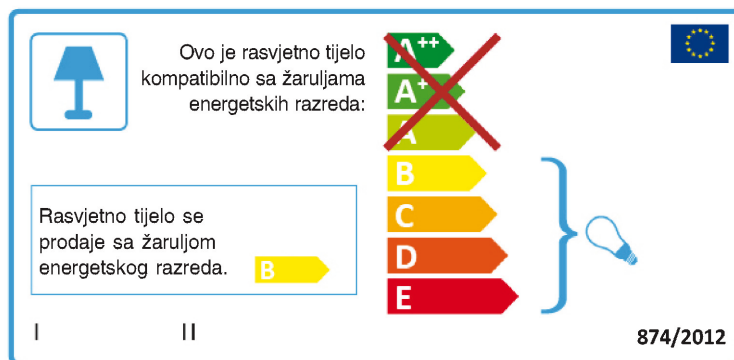 Ovo je rasvjetno tijelo
kompatibilno sa žaruljama
energetskih razreda:
A++
A+
A
B
C
D
E
Rasvjetno tijelo se
prodaje sa žaruljom
energetskog razreda.
B
I II
874/2012